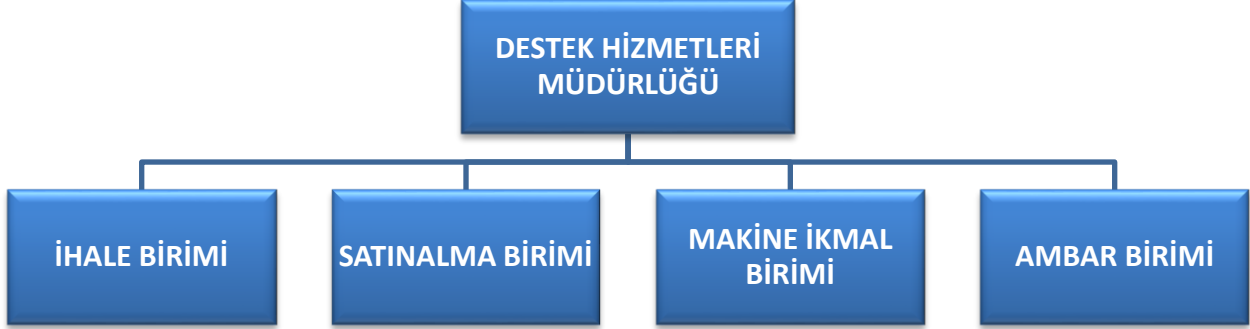 DESTEK HİZMETLERİ
MÜDÜRLÜĞÜ
İHALE BİRİMİ
SATINALMA BİRİMİ
MAKİNE İKMAL
BİRİMİ
AMBAR BİRİMİ